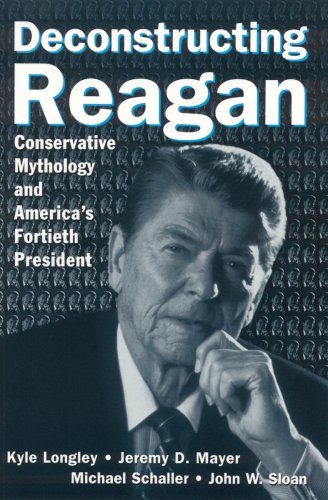 Deconstructing
Reagan
Conservative
Mythology
and
America's
Fortieth
President
Kyle Longley • Jeremy D. Mayer
Michael Schaller • John W. Sloan